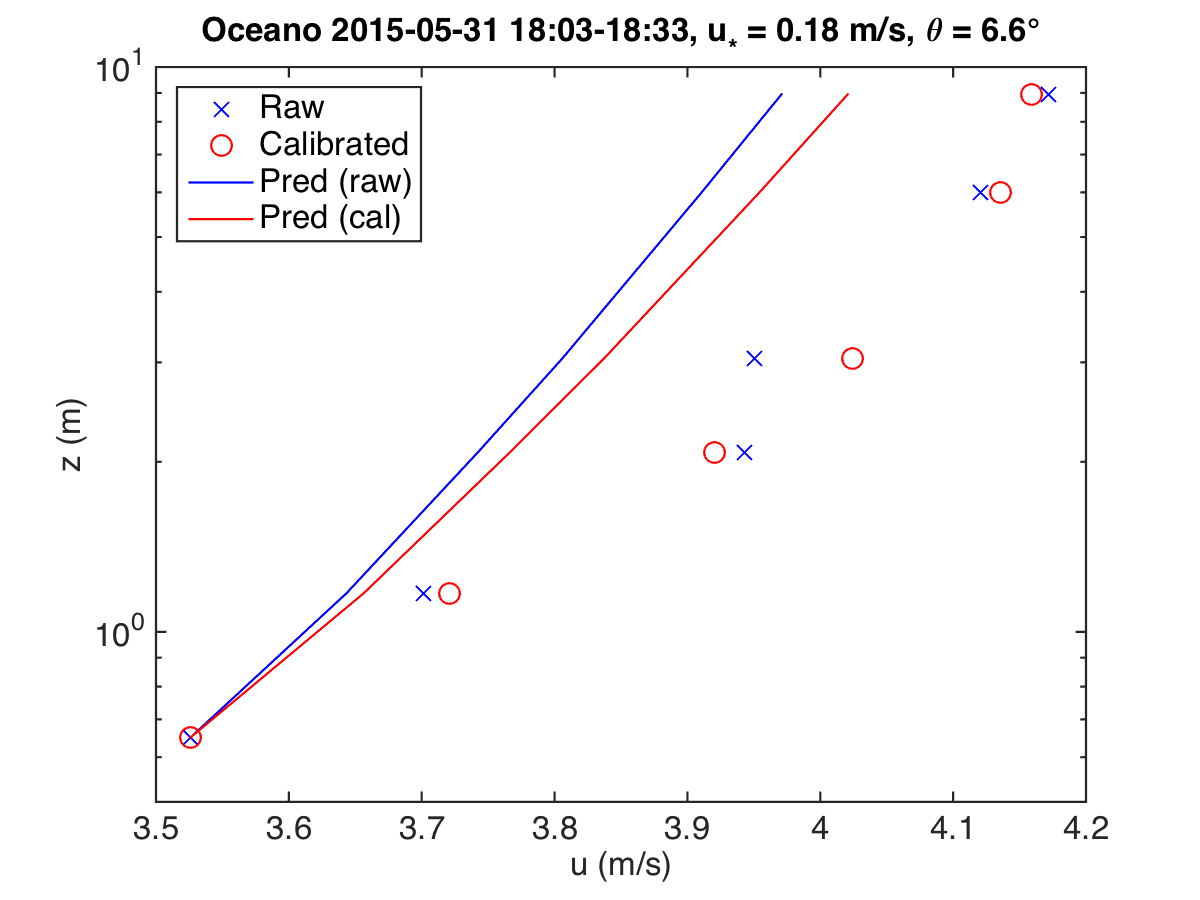 Oceano 2015-05-31 18:03-18:33, u* = 0.18 m/s, θ = 6.6°
10^1
Raw
Calibrated
Pred (raw)
Pred (cal)
z (m)
10^0
3.5 3.6 3.7 3.8 3.9 4 4.1 4.2
u (m/s)